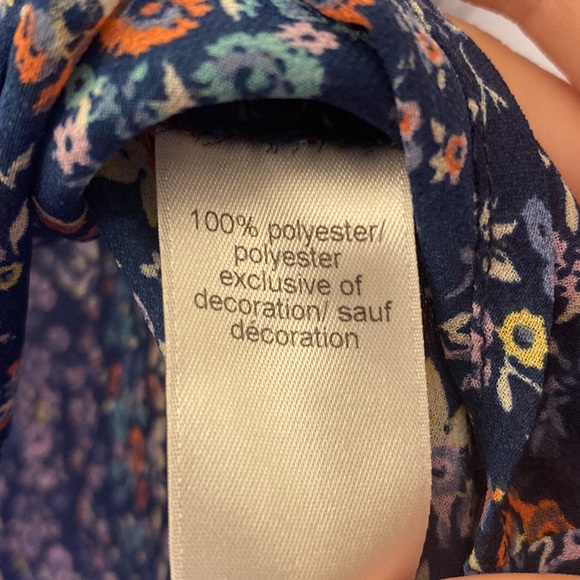 100% polyester/
polyester
exclusive of
decoration/ sauf
décoration